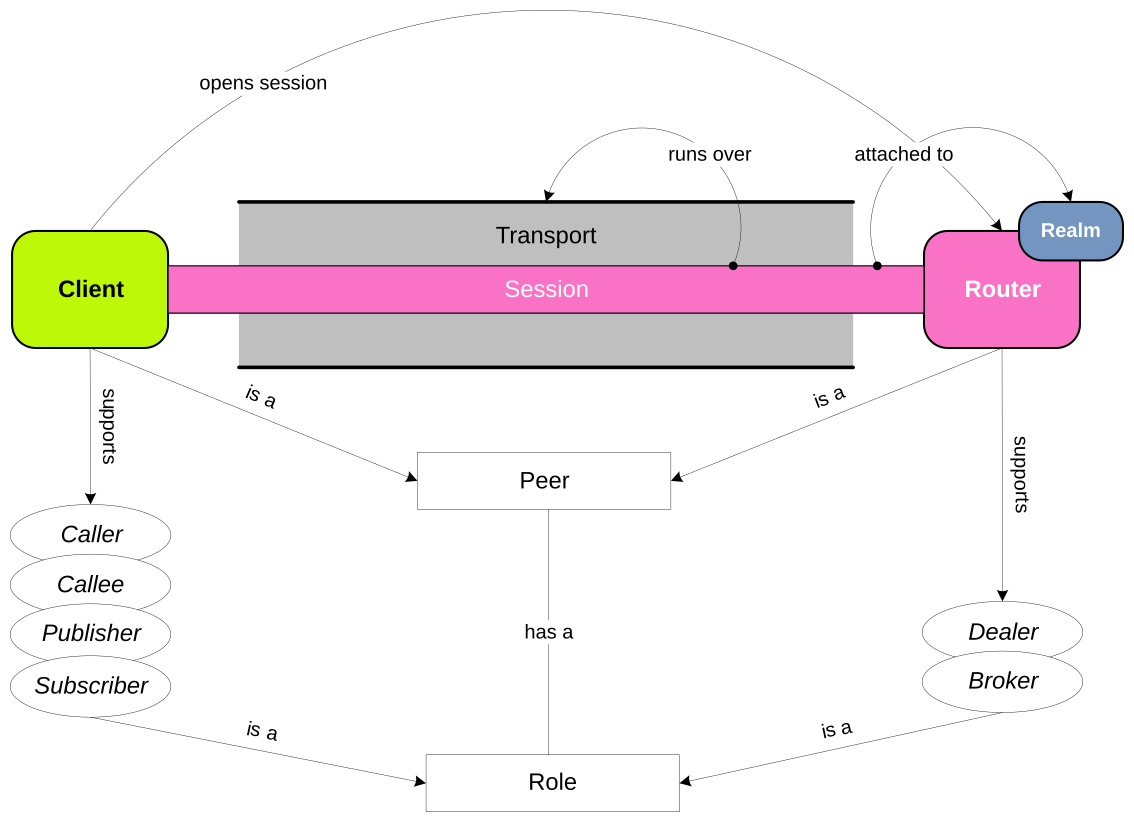 opens session
runs over
attached to
Realm
Transport
Client
Session
Router
is a
is a
supports
supports
Peer
Caller
Callee
Publisher
Subscriber
has a
Dealer
Broker
is a
is a
Role